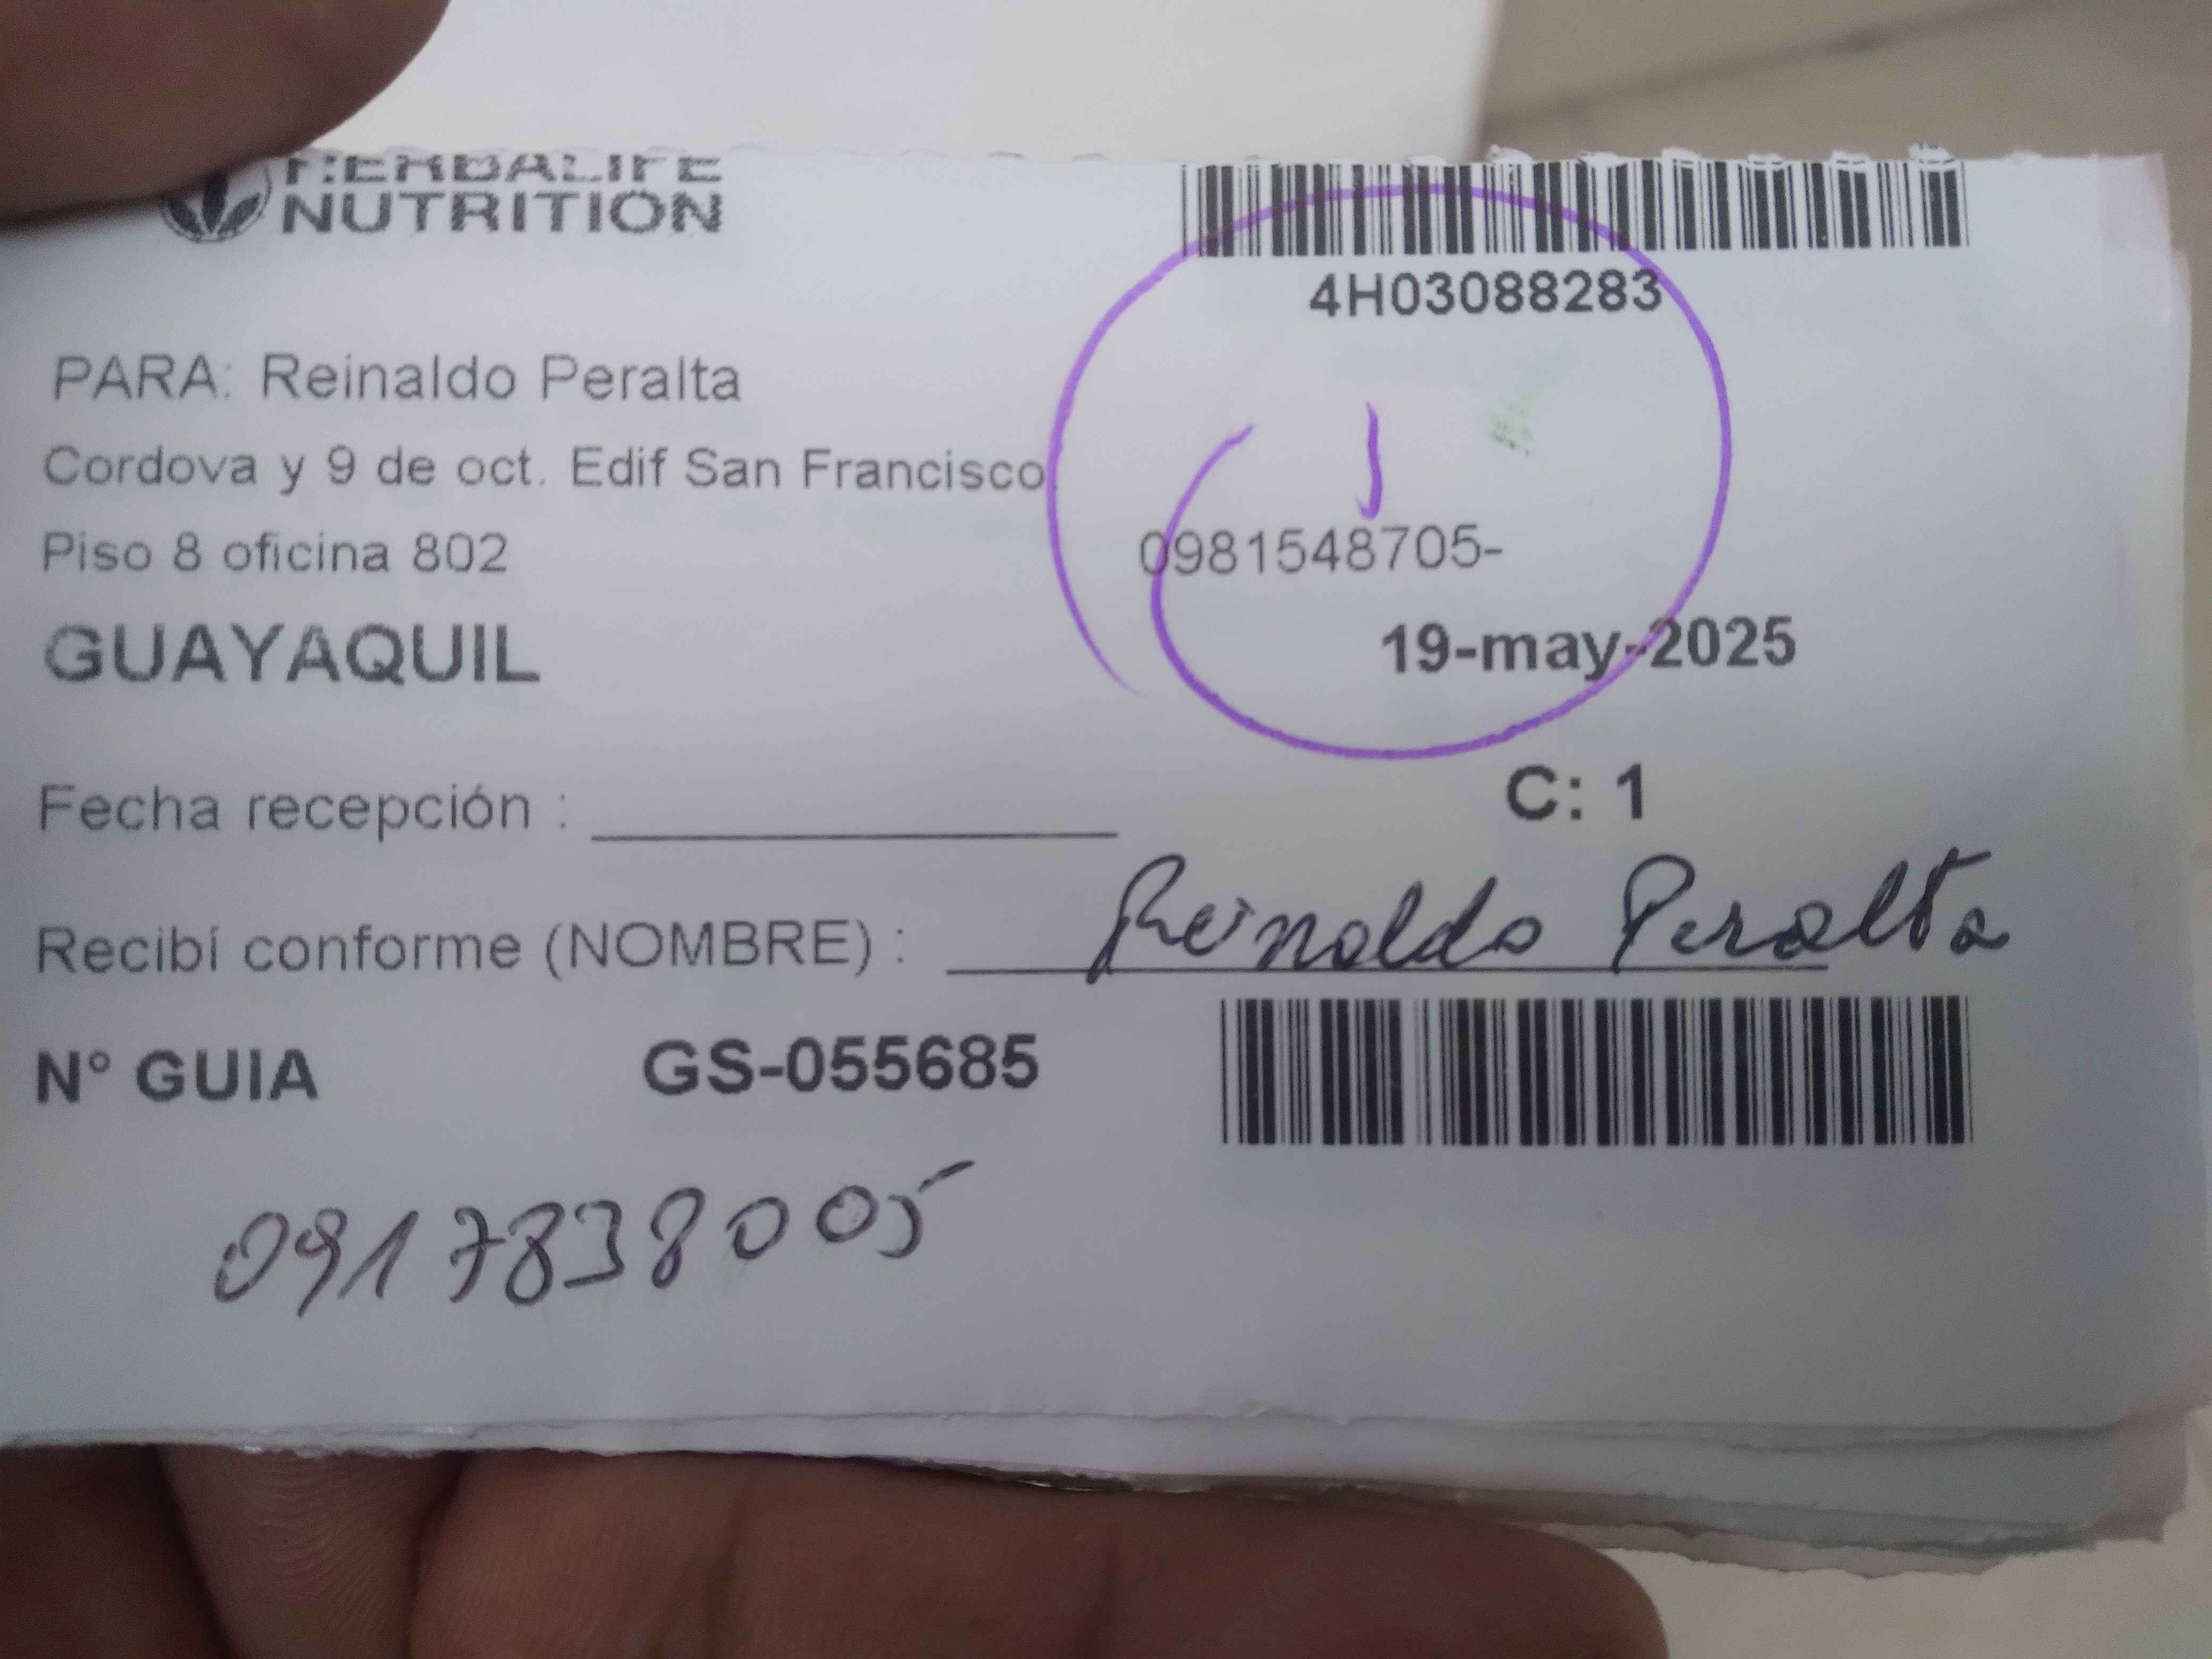 HERBALIFE
NUTRITION
4H03088283
PARA: Reinaldo Peralta
Cordova y 9 de oct. Edif San Francisco
Piso 8 oficina 802
0981548705-
GUAYAQUIL
19-may-2025
Fecha recepción :
C: 1
Recibí conforme (NOMBRE) : Reinaldo Peralta
N° GUIA GS-055685
0917838005